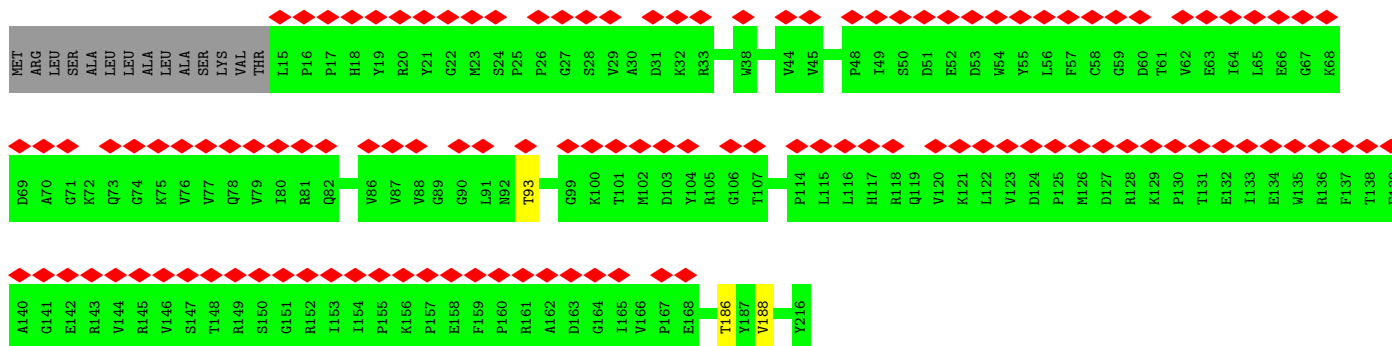 MET ARG LEU SER ALA LEU LEU ALA LEU ALA SER LYS VAL THR L15 P16 P17 H18 Y19 R20 Y21 G22 M23 S24 P25 P26 G27 S28 V29 A30 D31 K32 R33 W38 V44 V45 P48 I49 S50 D51 E52 D53 W54 Y55 L56 F57 C58 G59 D60 T61 V62 E63 I64 L65 E66 G67 K68
D69 A70 G71 K72 Q73 G74 K75 V76 V77 Q78 V79 I80 R81 Q82 V86 V87 V88 G89 G90 L91 N92 T93 G99 K100 T101 M102 D103 Y104 R105 G106 T107 P114 L115 L116 H117 R118 Q119 V120 K121 L122 V123 D124 P125 M126 D127 R128 K129 P130 T131 E132 I133 E134 W135 R136 F137 T138
A140 G141 E142 R143 V144 R145 V146 S147 T148 R149 S150 G151 R152 I153 I154 P155 K156 P157 E158 F159 P160 R161 A162 D163 G164 I165 V166 P167 E168 T186 Y187 V188 Y216